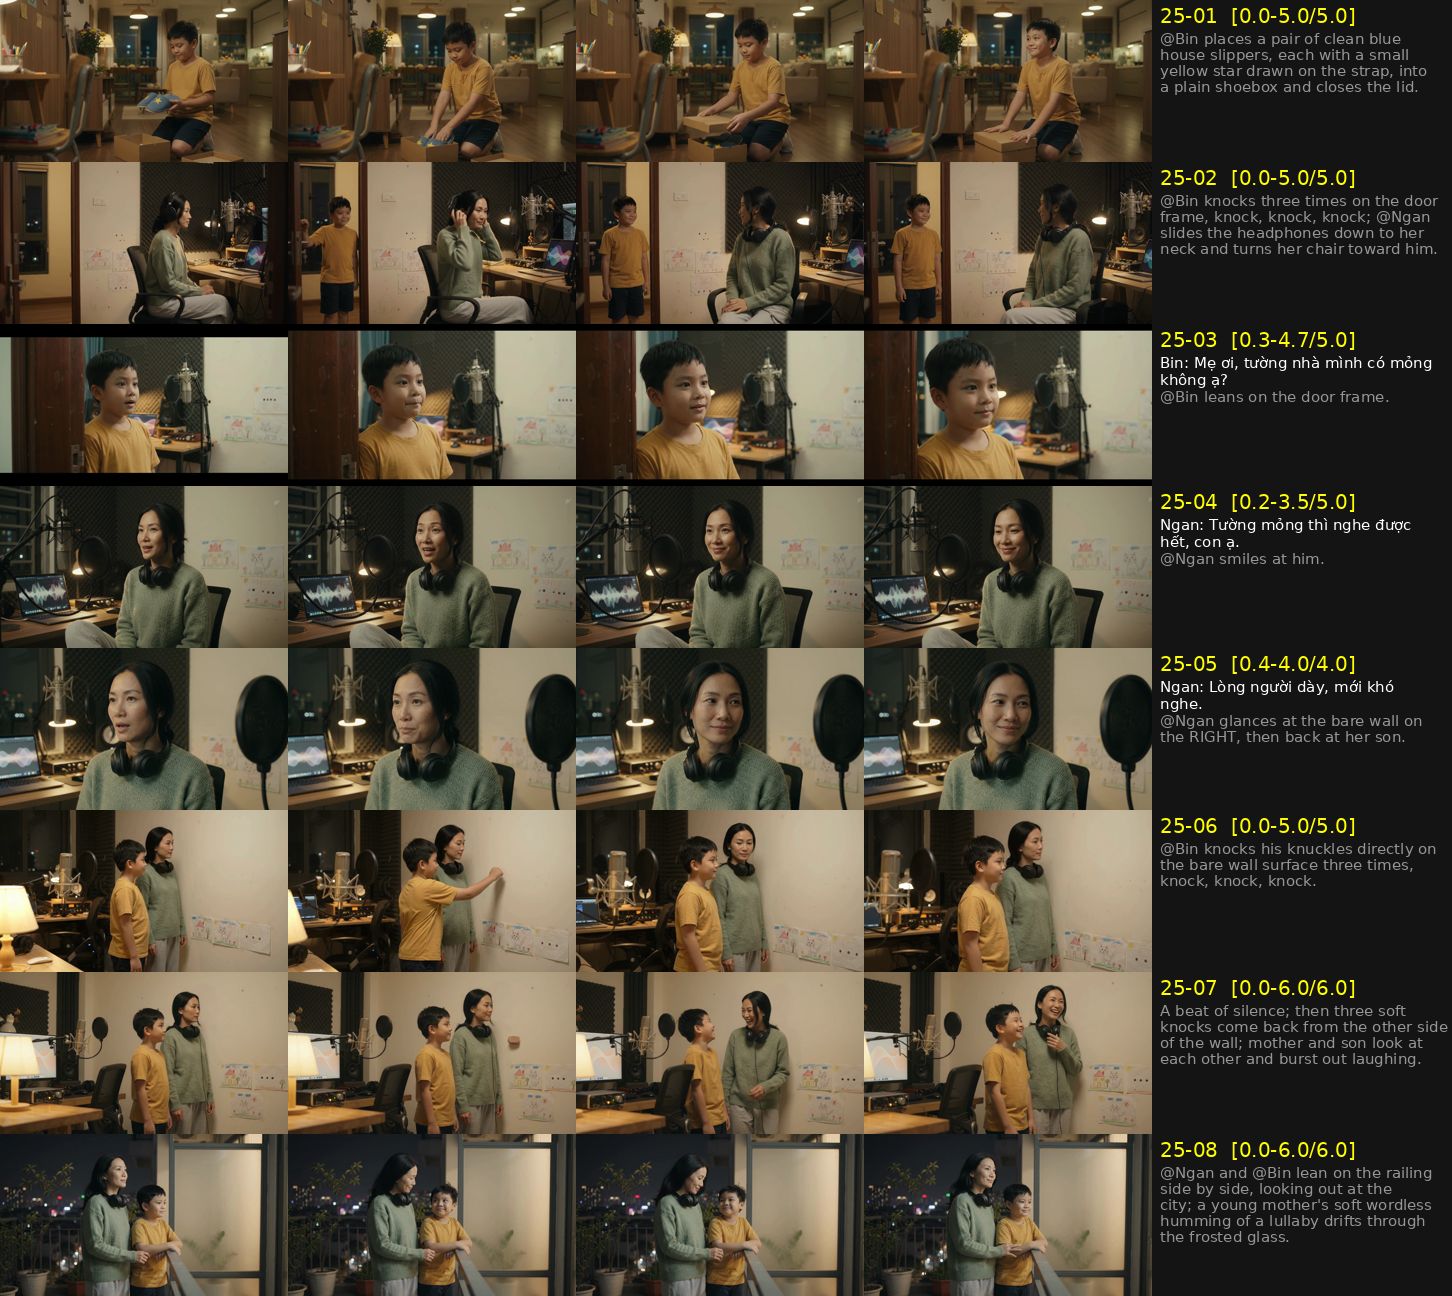 25-01 [0.0-5.0/5.0]
@Bin places a pair of clean blue
house slippers, each with a small
yellow star drawn on the strap, into
a plain shoebox and closes the lid.
25-02 [0.0-5.0/5.0]
@Bin knocks three times on the door
frame, knock, knock, knock; @Ngan
slides the headphones down to her
neck and turns her chair toward him.
25-03 [0.3-4.7/5.0]
Bin: Mẹ ơi, tường nhà mình có mỏng
không ạ?
@Bin leans on the door frame.
25-04 [0.2-3.5/5.0]
Ngan: Tường mỏng thì nghe được
hết, con ạ.
@Ngan smiles at him.
25-05 [0.4-4.0/4.0]
Ngan: Lòng người dày, mới khó
nghe.
@Ngan glances at the bare wall on
the RIGHT, then back at her son.
25-06 [0.0-5.0/5.0]
@Bin knocks his knuckles directly on
the bare wall surface three times,
knock, knock, knock.
25-07 [0.0-6.0/6.0]
A beat of silence; then three soft
knocks come back from the other side
of the wall; mother and son look at
each other and burst out laughing.
25-08 [0.0-6.0/6.0]
@Ngan and @Bin lean on the railing
side by side, looking out at the
city; a young mother's soft wordless
humming of a lullaby drifts through
the frosted glass.